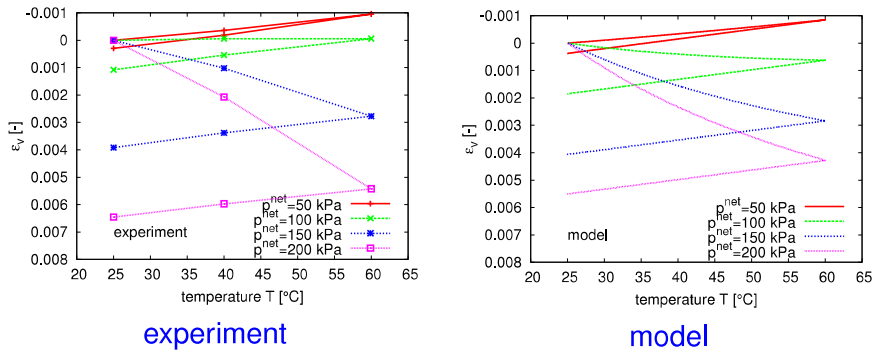 -0.001
0
0.001
0.002
0.003
0.004
0.005
0.006
0.007
0.008
εv [-]
20 25 30 35 40 45 50 55 60 65
temperature T [°C]
experiment
p^net=50 kPa
p^net=100 kPa
p^net=150 kPa
p^net=200 kPa
experiment
-0.001
0
0.001
0.002
0.003
0.004
0.005
0.006
0.007
0.008
εv [-]
20 25 30 35 40 45 50 55 60 65
temperature T [°C]
model
p^net=50 kPa
p^net=100 kPa
p^net=150 kPa
p^net=200 kPa
model